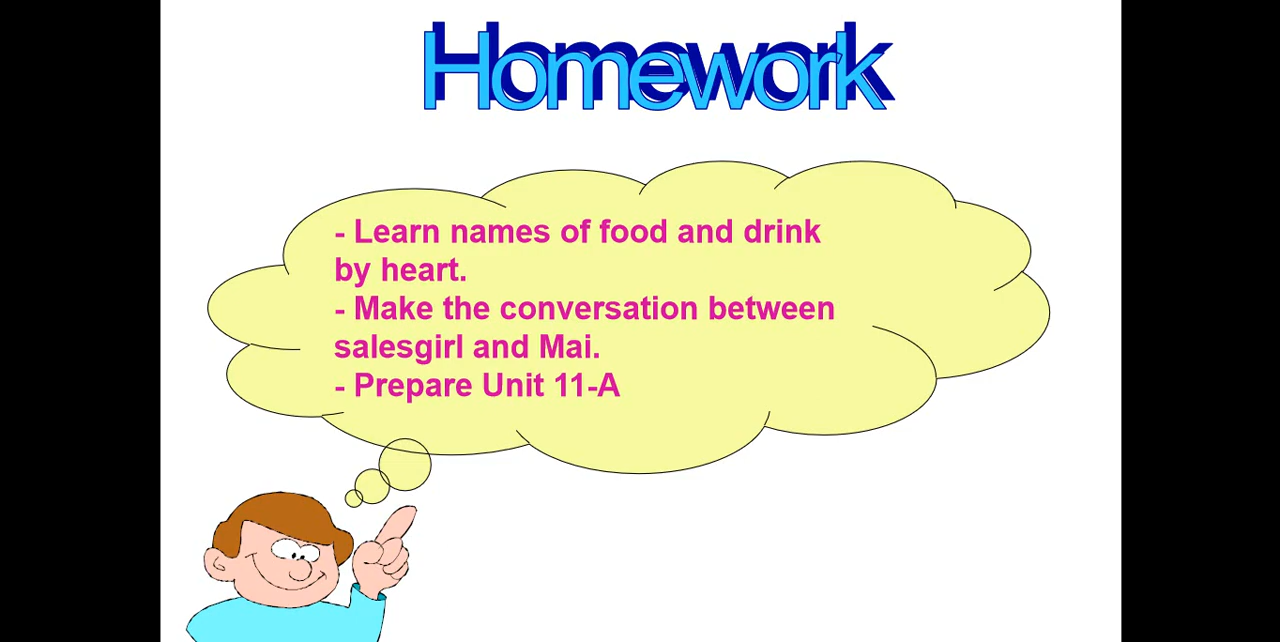 Homework
- Learn names of food and drink
by heart.
- Make the conversation between
salesgirl and Mai.
- Prepare Unit 11-A